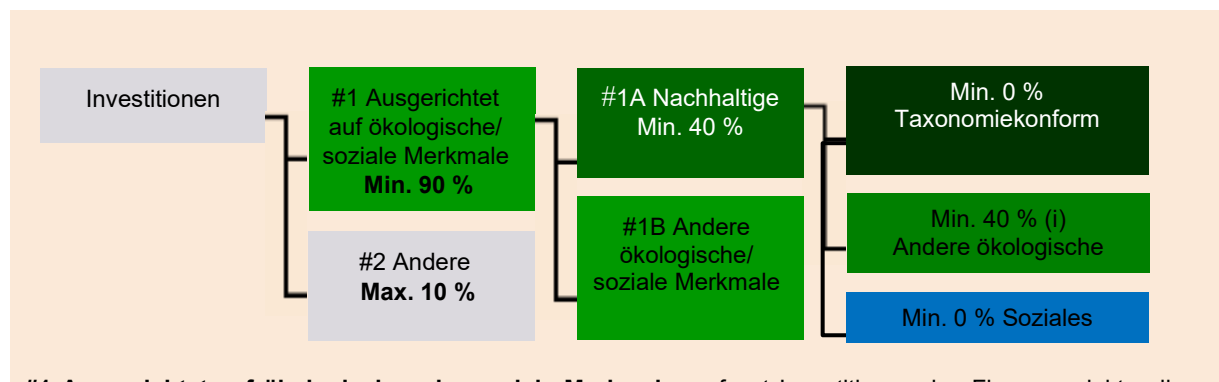 Investitionen
#1 Ausgerichtet
auf ökologische/
soziale Merkmale
Min. 90 %
#2 Andere
Max. 10 %
#1A Nachhaltige
Min. 40 %
#1B Andere
ökologische/
soziale Merkmale
Min. 0 %
Taxonomiekonform
Min. 40 % (i)
Andere ökologische
Min. 0 % Soziales